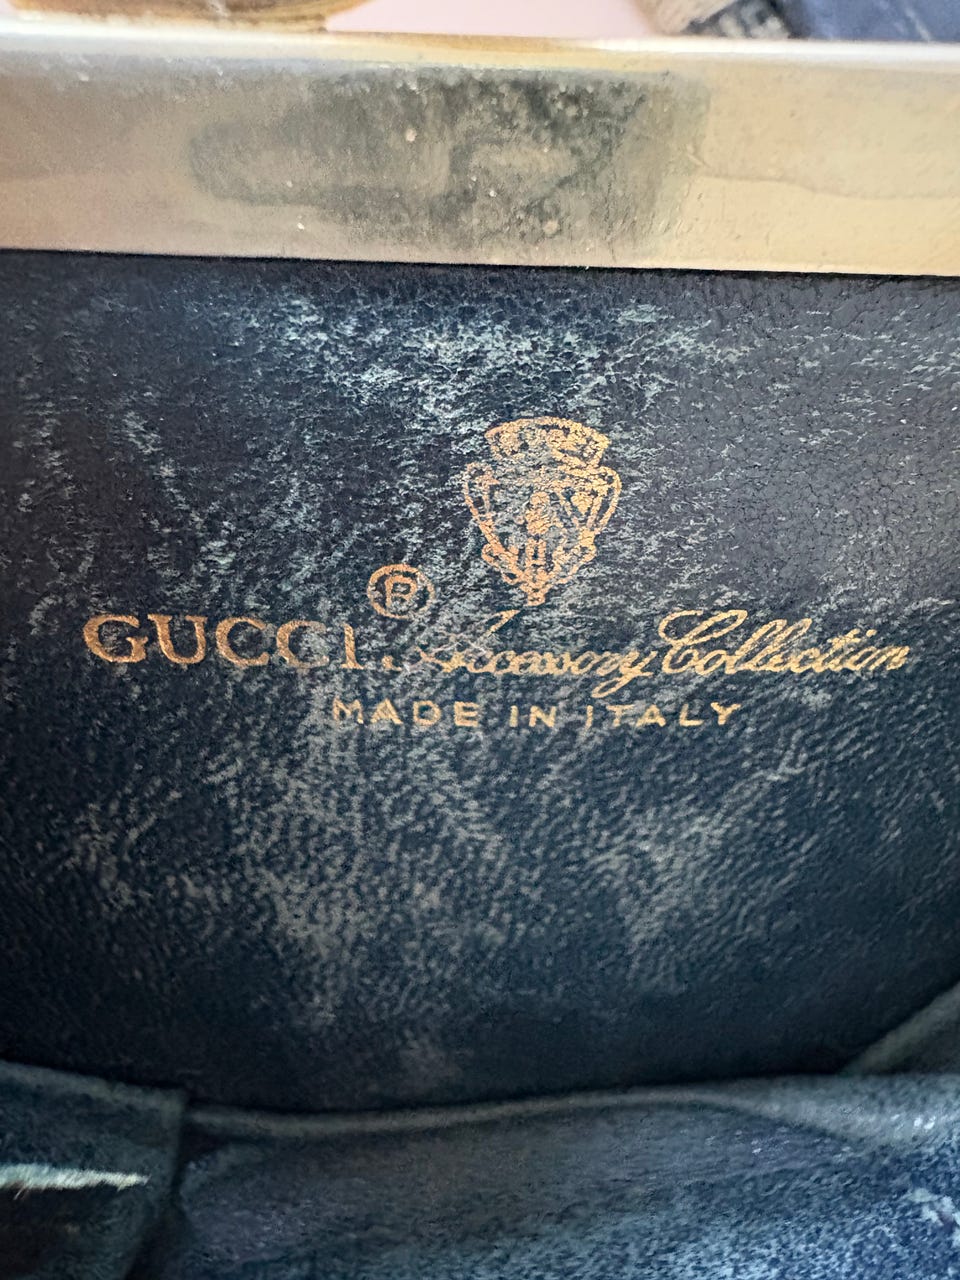 GUCCI. ® Accessory Collection
MADE IN ITALY